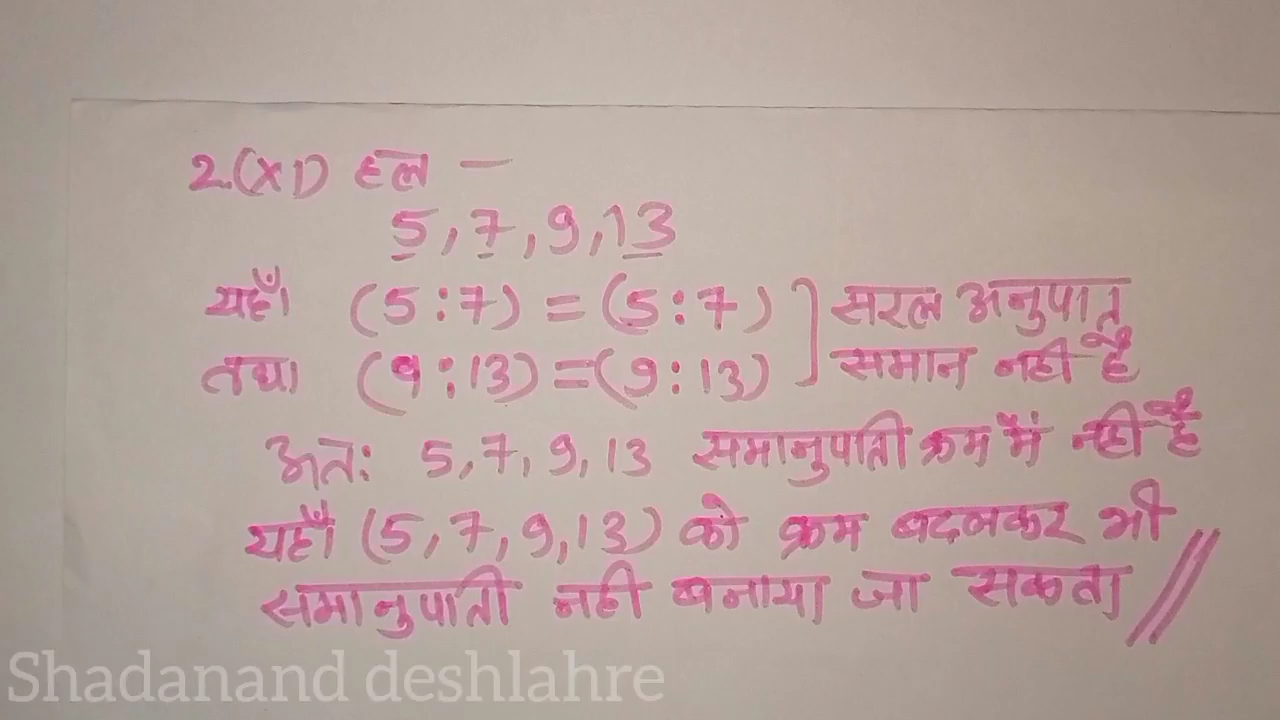 2.(XI) हल –
5, 7, 9, 13
यहाँ (5:7) = (5:7) ] सरल अनुपात
तथा (9:13) = (9:13) ] समान नहीं है
अतः 5, 7, 9, 13 समानुपाती क्रम में नहीं है
यहाँ (5, 7, 9, 13) को क्रम बदलकर भी
समानुपाती नही बनाया जा सकता //
Shadanand deshlahre